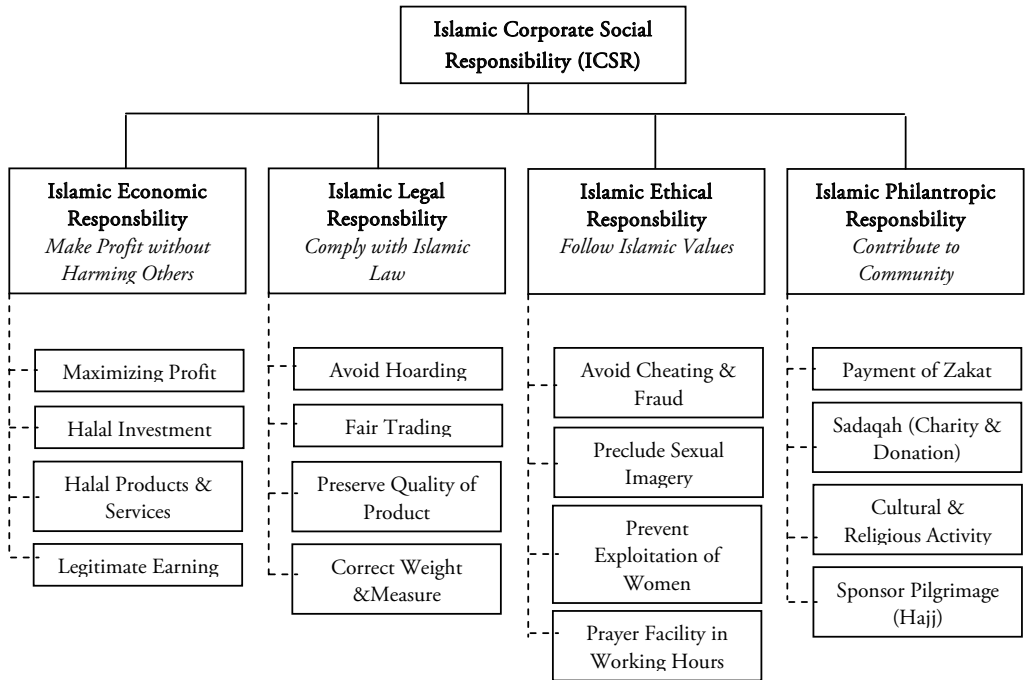 Islamic Corporate Social
Responsibility (ICSR)
Islamic Economic
Responsbility
Make Profit without
Harming Others
Maximizing Profit
Halal Investment
Halal Products &
Services
Legitimate Earning
Islamic Legal
Responsbility
Comply with Islamic
Law
Avoid Hoarding
Fair Trading
Preserve Quality of
Product
Correct Weight
&Measure
Islamic Ethical
Responsbility
Follow Islamic Values
Avoid Cheating &
Fraud
Preclude Sexual
Imagery
Prevent
Exploitation of
Women
Prayer Facility in
Working Hours
Islamic Philantropic
Responsbility
Contribute to
Community
Payment of Zakat
Sadaqah (Charity &
Donation)
Cultural &
Religious Activity
Sponsor Pilgrimage
(Hajj)